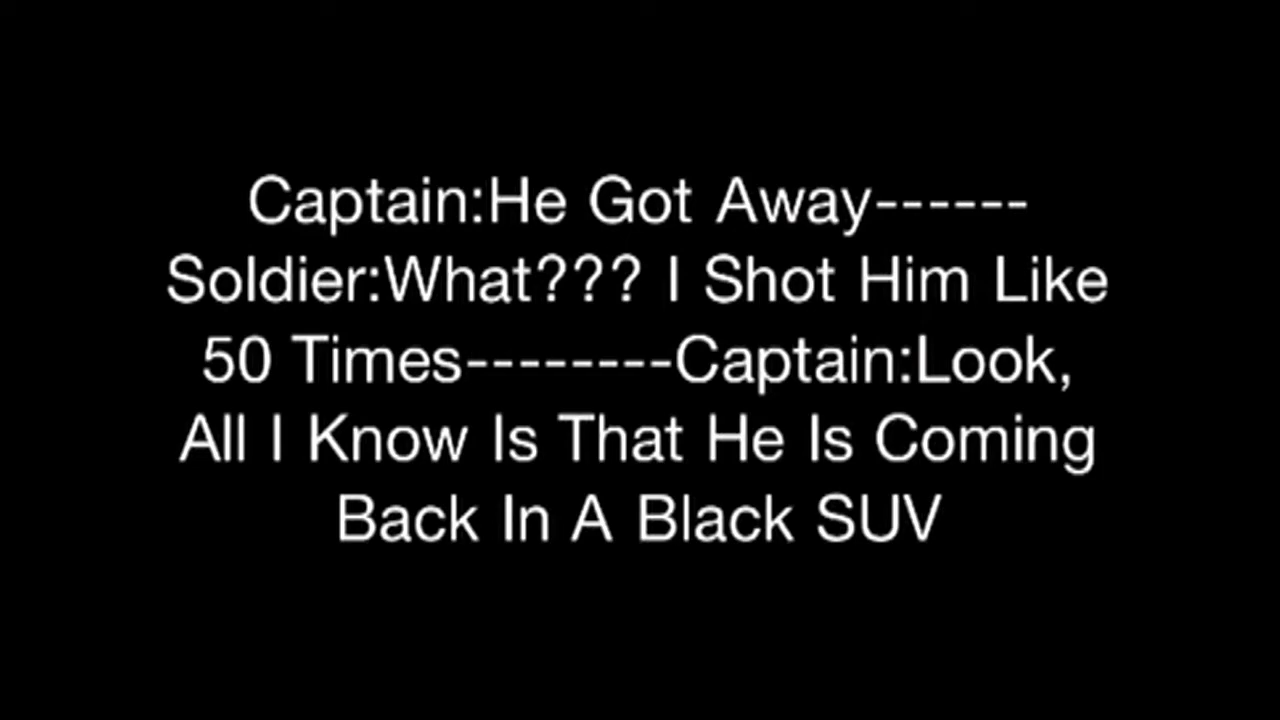 Captain:He Got Away------
Soldier:What??? I Shot Him Like
50 Times--------Captain:Look,
All I Know Is That He Is Coming
Back In A Black SUV